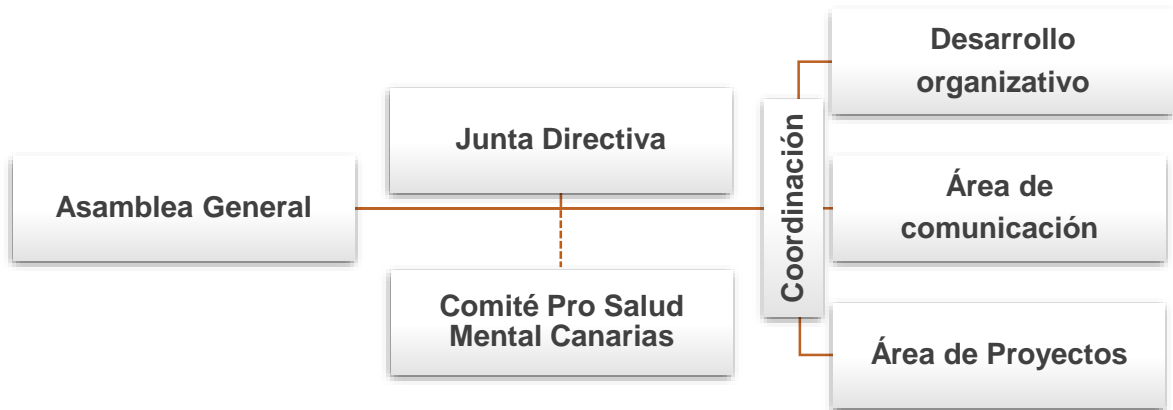 Asamblea General
Junta Directiva
Comité Pro Salud
Mental Canarias
Coordinación
Desarrollo
organizativo
Área de
comunicación
Área de Proyectos